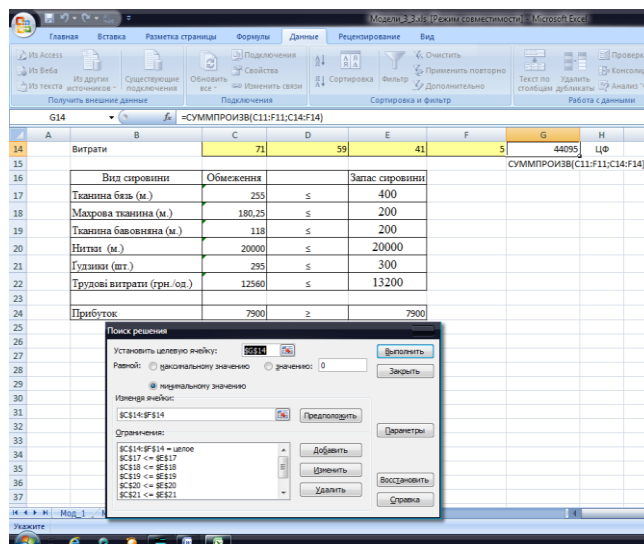 Модели_3_3.xls [Режим совместимости] - Microsoft Exce
Главная Вставка Разметка страницы Формулы Данные Рецензирование Вид
Из Access
Из Веба
Из текста
Из других источников
Существующие подключения
Получить внешние данные
Обновить все
Подключения
Свойства
Изменить связи
Подключения
Сортировка
Фильтр
Очистить
Применить повторно
Дополнительно
Сортировка и фильтр
Текст по столбцам
Удалить дубликаты
Проверк
Консоли
Анализ "
Работа с данными
G14 fx =СУММПРОИЗВ(C11:F11;C14:F14)
A B C D E F G H
14 Витрати 71 59 41 5 44095 ЦФ
15 СУММПРОИЗВ(C11:F11;C14:F14)
16 Вид сировини Обмеження Запас сировини
17 Тканина бязь (м.) 255 ≤ 400
18 Махрова тканина (м.) 180,25 ≤ 200
19 Тканина бавовняна (м.) 118 ≤ 200
20 Нитки (м.) 20000 ≤ 20000
21 Ґудзики (шт.) 295 ≤ 300
22 Трудові витрати (грн./од.) 12560 ≤ 13200
23
24 Прибуток 7900 ≥ 7900
25
26
27
28
29
30
31
32
33
34
35
36
37
Поиск решения
Установить целевую ячейку: $G$14 Выполнить
Равной: максимальному значению значению: 0 Закрыть
минимальному значению
Изменяя ячейки:
$C$14:$F$14 Предположить
Ограничения: Параметры
$C$14:$F$14 = целое Добавить
$C$17 <= $E$17
$C$18 <= $E$18 Изменить
$C$19 <= $E$19 Восстановить
$C$20 <= $E$20 Удалить
$C$21 <= $E$21 Справка
Мод_1
Укажите